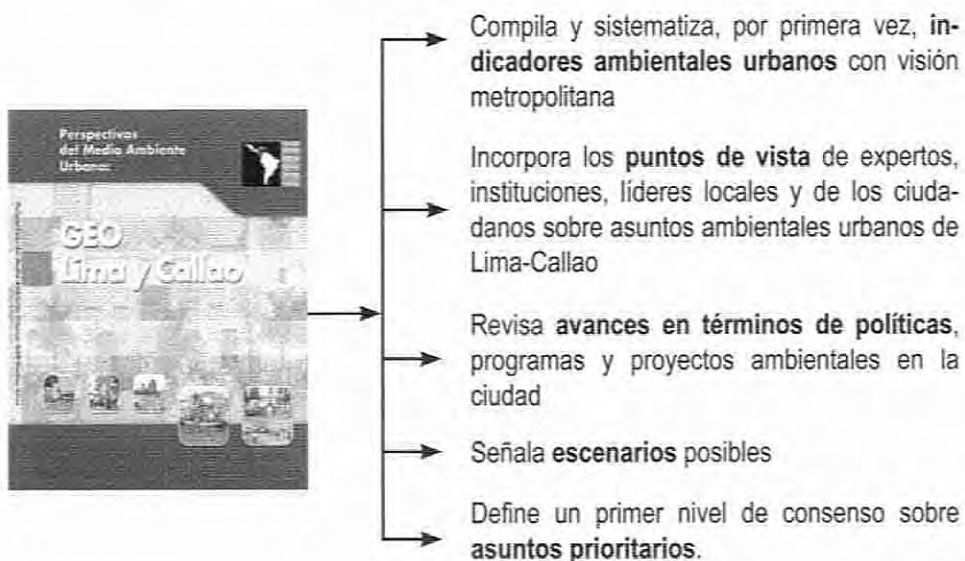 Perspectivas
del Medio Ambiente
Urbano:
GEO
Lima y Callao
Compila y sistematiza, por primera vez, in-
dicadores ambientales urbanos con visión
metropolitana
Incorpora los puntos de vista de expertos,
instituciones, líderes locales y de los ciuda-
danos sobre asuntos ambientales urbanos de
Lima-Callao
Revisa avances en términos de políticas,
programas y proyectos ambientales en la
ciudad
Señala escenarios posibles
Define un primer nivel de consenso sobre
asuntos prioritarios.